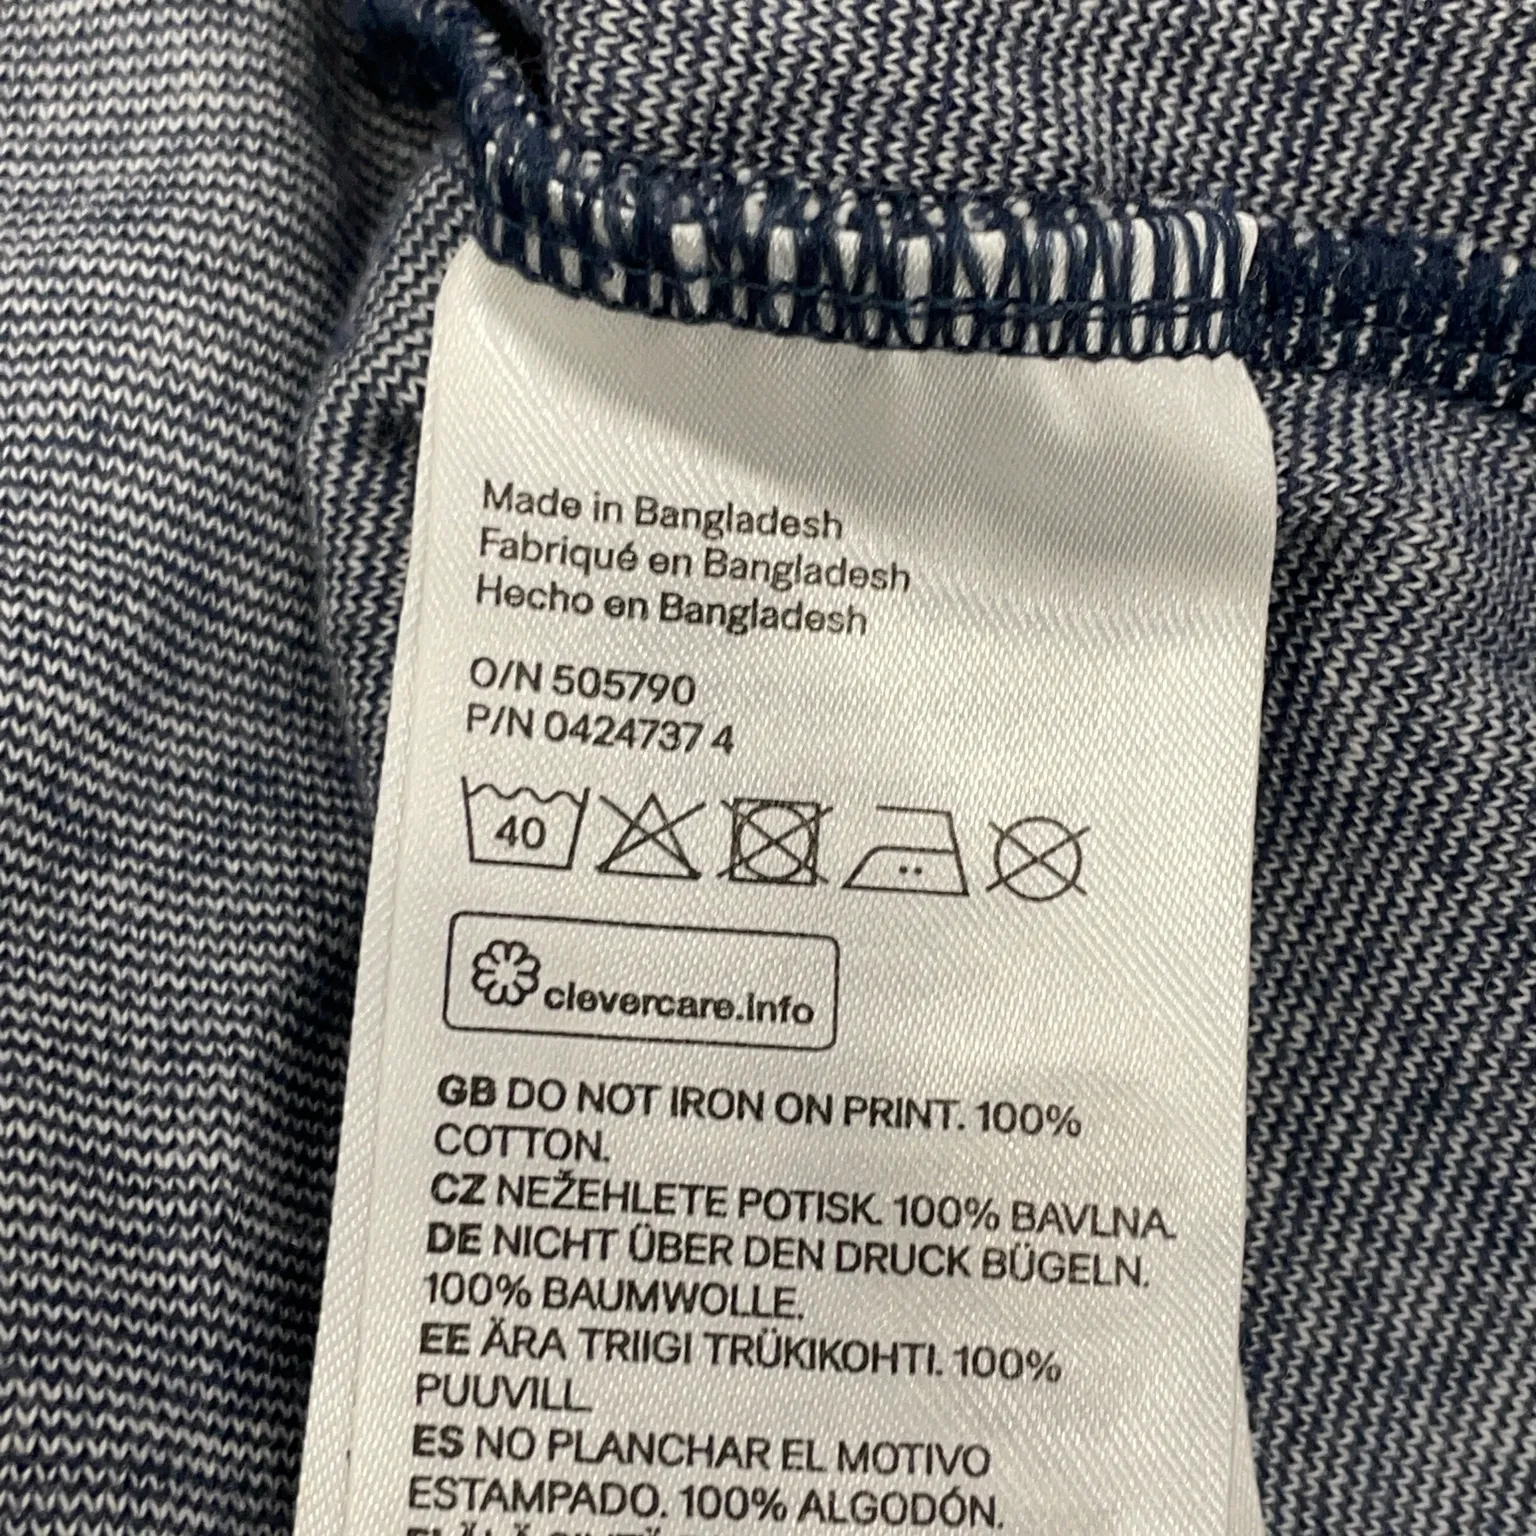 Made in Bangladesh
Fabriqué en Bangladesh
Hecho en Bangladesh
O/N 505790
P/N 0424737 4
40
clevercare.info
GB DO NOT IRON ON PRINT. 100%
COTTON.
CZ NEŽEHLETE POTISK. 100% BAVLNA.
DE NICHT ÜBER DEN DRUCK BÜGELN.
100% BAUMWOLLE.
EE ÄRA TRIIGI TRÜKIKOHTI. 100%
PUUVILL.
ES NO PLANCHAR EL MOTIVO
ESTAMPADO. 100% ALGODÓN.